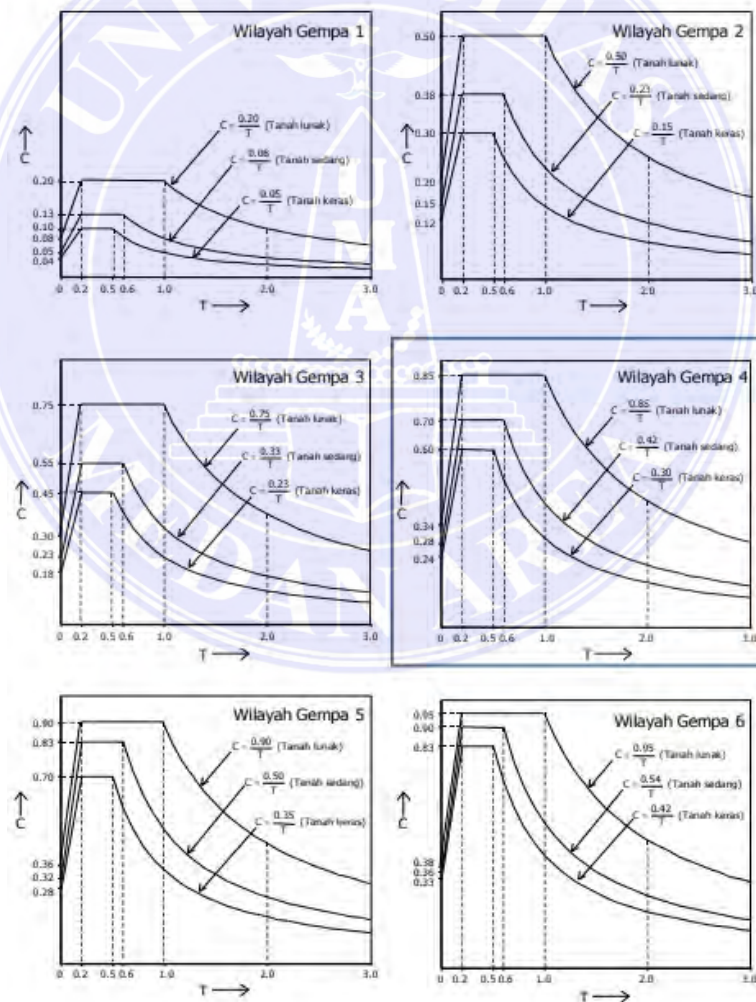 Wilayah Gempa 1
C = 0.20/T (Tanah lunak)
C = 0.08/T (Tanah sedang)
C = 0.05/T (Tanah keras)
C
0.20
0.13
0.10
0.08
0.05
0.04
0 0.2 0.5 0.6 1.0 2.0 3.0
T
Wilayah Gempa 2
C = 0.50/T (Tanah lunak)
C = 0.23/T (Tanah sedang)
C = 0.15/T (Tanah keras)
C
0.50
0.38
0.30
0.20
0.15
0.12
0 0.2 0.5 0.6 1.0 2.0 3.0
T
Wilayah Gempa 3
C = 0.75/T (Tanah lunak)
C = 0.33/T (Tanah sedang)
C = 0.23/T (Tanah keras)
C
0.75
0.55
0.45
0.30
0.23
0.18
0 0.2 0.5 0.6 1.0 2.0 3.0
T
Wilayah Gempa 4
C = 0.85/T (Tanah lunak)
C = 0.42/T (Tanah sedang)
C = 0.30/T (Tanah keras)
C
0.85
0.70
0.60
0.34
0.28
0.24
0 0.2 0.5 0.6 1.0 2.0 3.0
T
Wilayah Gempa 5
C = 0.90/T (Tanah lunak)
C = 0.50/T (Tanah sedang)
C = 0.35/T (Tanah keras)
C
0.90
0.83
0.70
0.36
0.32
0.28
0 0.2 0.5 0.6 1.0 2.0 3.0
T
Wilayah Gempa 6
C = 0.95/T (Tanah lunak)
C = 0.54/T (Tanah sedang)
C = 0.42/T (Tanah keras)
C
0.95
0.90
0.83
0.38
0.36
0.33
0 0.2 0.5 0.6 1.0 2.0 3.0
T
UMA
MEDAN AREA